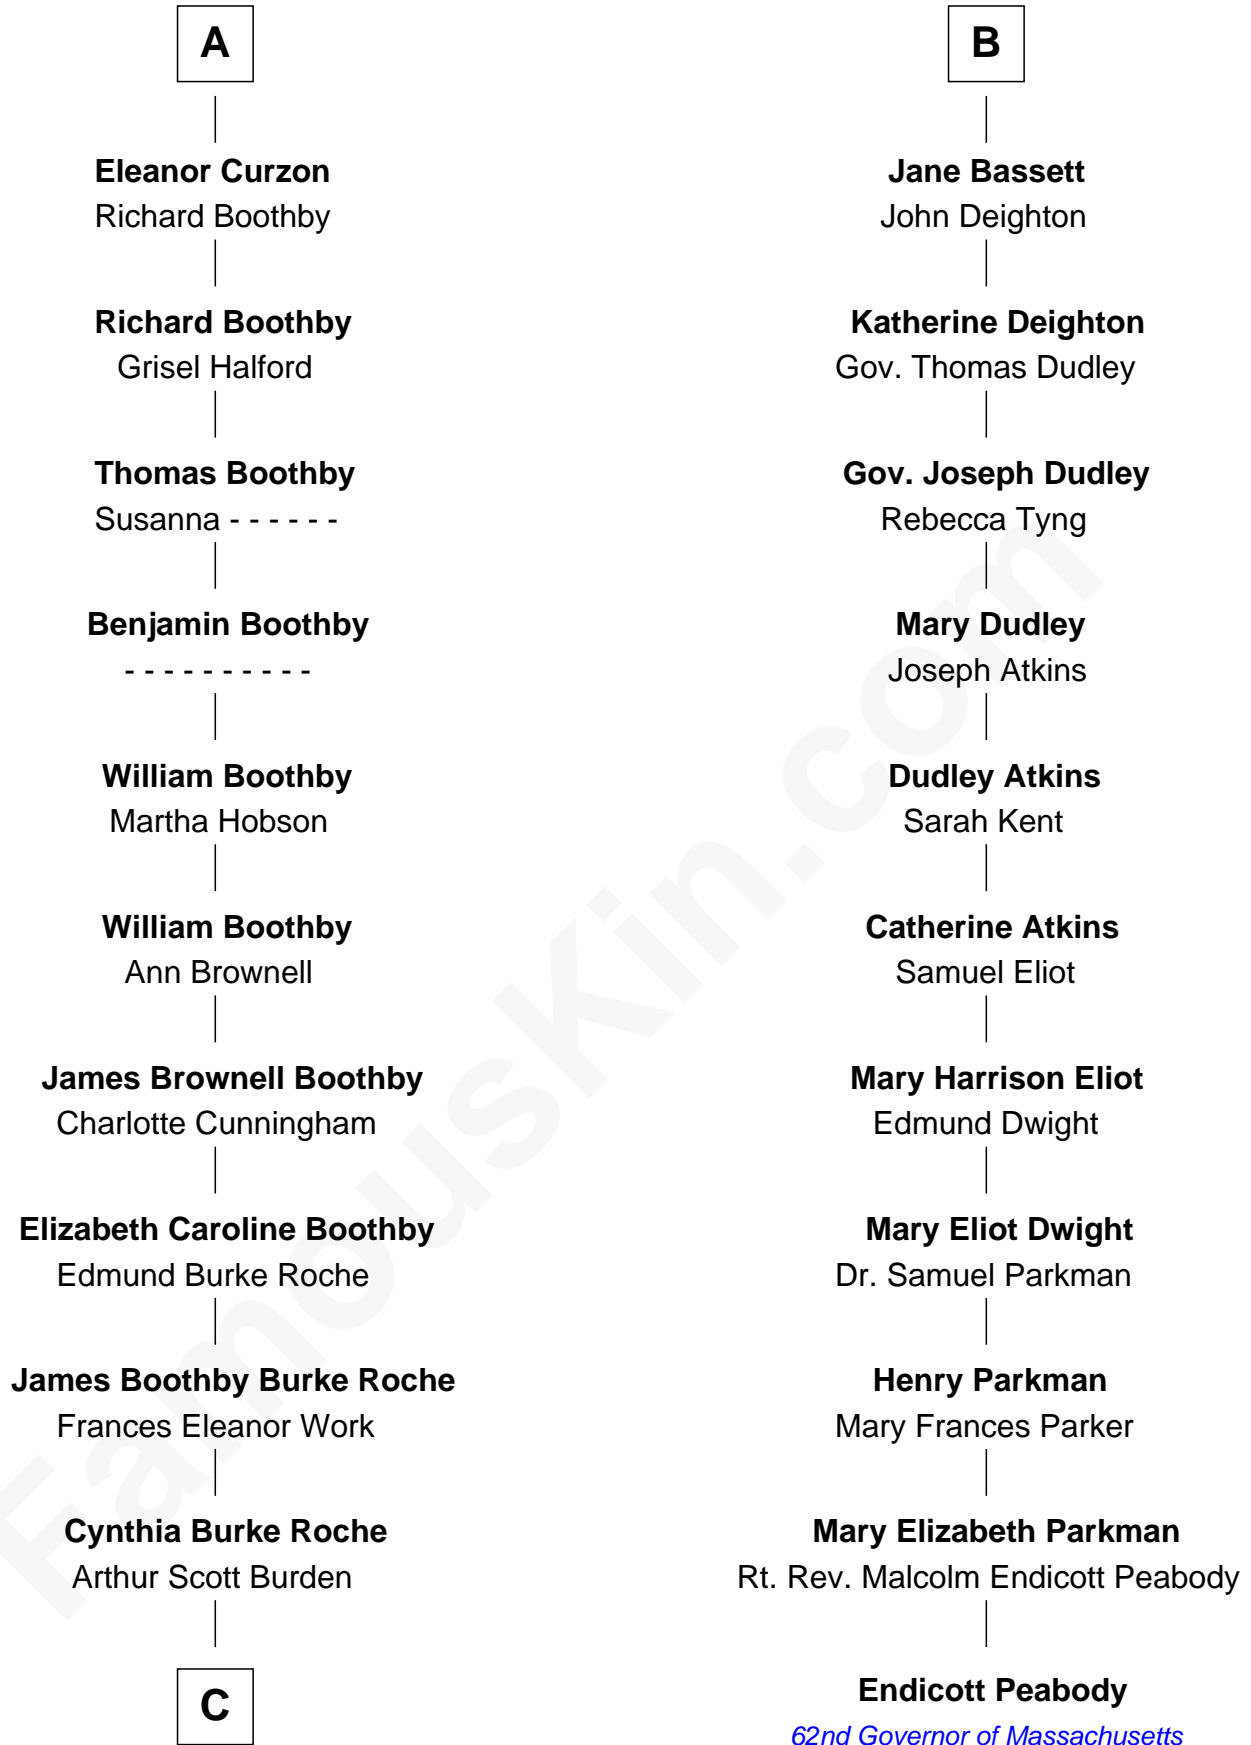 A
Eleanor Curzon
Richard Boothby
Richard Boothby
Grisel Halford
Thomas Boothby
Susanna - - - - - -
Benjamin Boothby
- - - - - - - - - -
William Boothby
Martha Hobson
William Boothby
Ann Brownell
James Brownell Boothby
Charlotte Cunningham
Elizabeth Caroline Boothby
Edmund Burke Roche
James Boothby Burke Roche
Frances Eleanor Work
Cynthia Burke Roche
Arthur Scott Burden
C
B
Jane Bassett
John Deighton
Katherine Deighton
Gov. Thomas Dudley
Gov. Joseph Dudley
Rebecca Tyng
Mary Dudley
Joseph Atkins
Dudley Atkins
Sarah Kent
Catherine Atkins
Samuel Eliot
Mary Harrison Eliot
Edmund Dwight
Mary Eliot Dwight
Dr. Samuel Parkman
Henry Parkman
Mary Frances Parker
Mary Elizabeth Parkman
Rt. Rev. Malcolm Endicott Peabody
Endicott Peabody
62nd Governor of Massachusetts
FamousKin.com